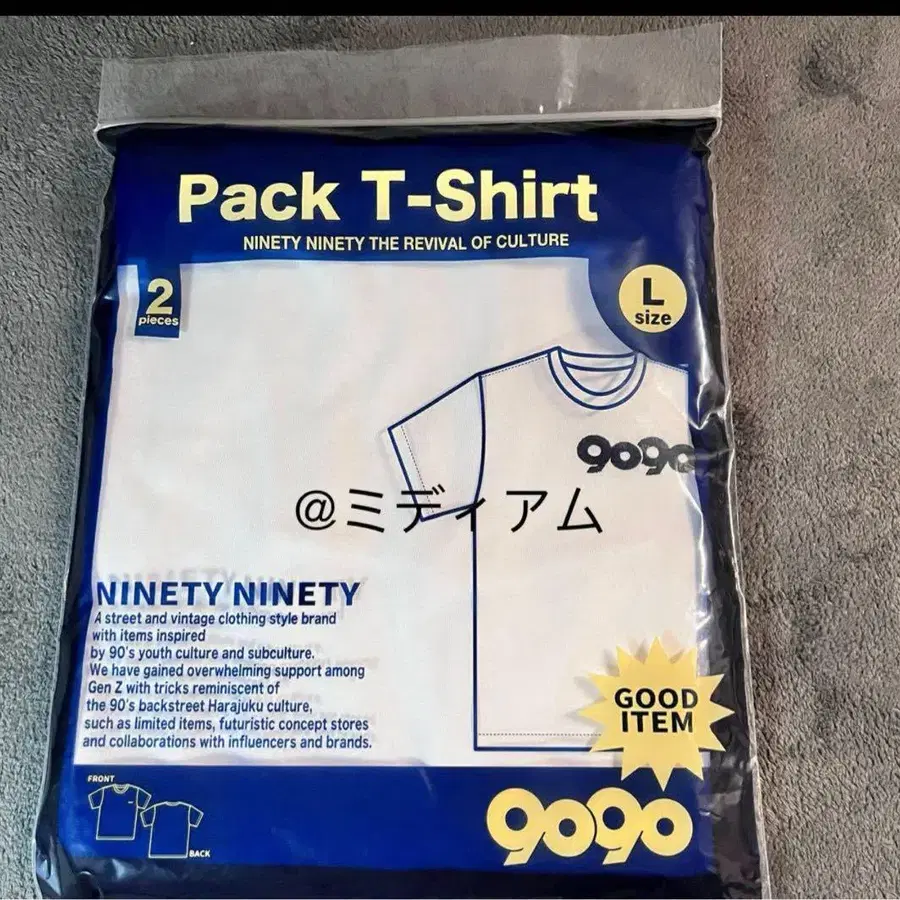 Pack T-Shirt
NINETY NINETY THE REVIVAL OF CULTURE
2
pieces
L
size
9090
@ミディアム
NINETY NINETY
A street and vintage clothing style brand
with items inspired
by 90's youth culture and subculture.
We have gained overwhelming support among
Gen Z with tricks reminiscent of
the 90's backstreet Harajuku culture,
such as limited items, futuristic concept stores
and collaborations with influencers and brands.
GOOD
ITEM
FRONT
BACK
9090